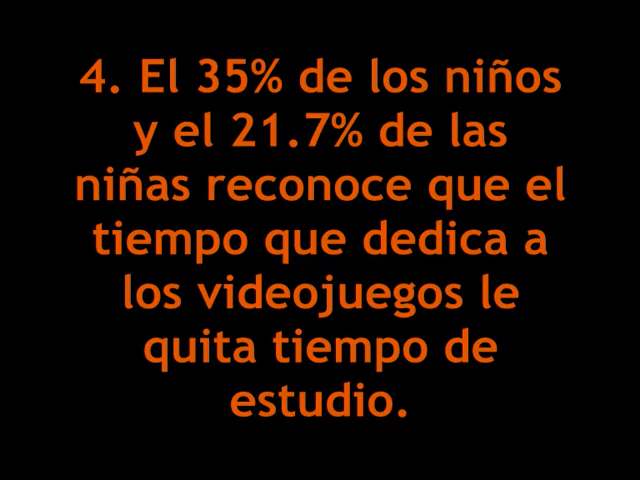 4. El 35% de los niños
y el 21.7% de las
niñas reconoce que el
tiempo que dedica a
los videojuegos le
quita tiempo de
estudio.